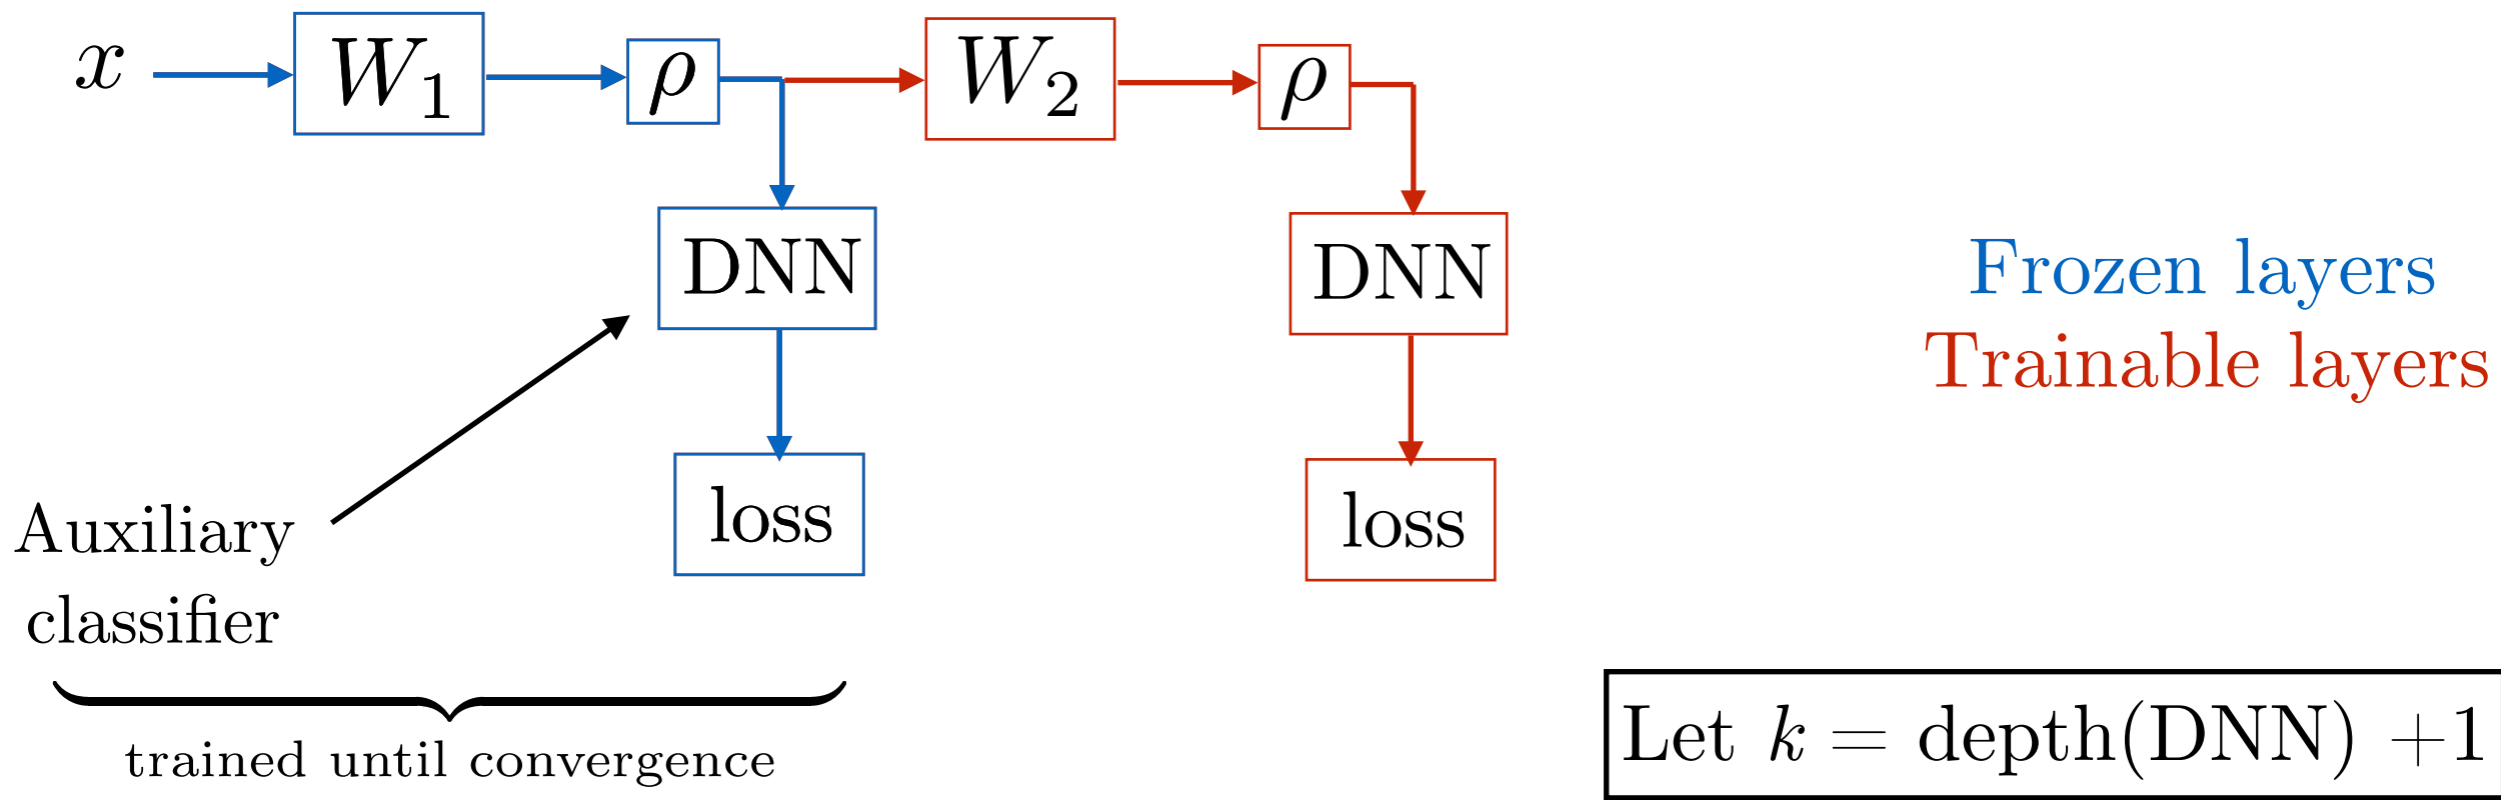 x
W₁
ρ
W₂
ρ
DNN
DNN
Frozen layers
Trainable layers
loss
loss
Auxiliary
classifier
trained until convergence
Let k = depth(DNN) +1